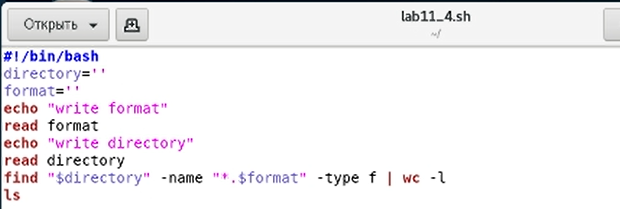 Открыть
lab11_4.sh
~/
#!/bin/bash
directory=''
format=''
echo "write format"
read format
echo "write directory"
read directory
find "$directory" -name "*.$format" -type f | wc -l
ls